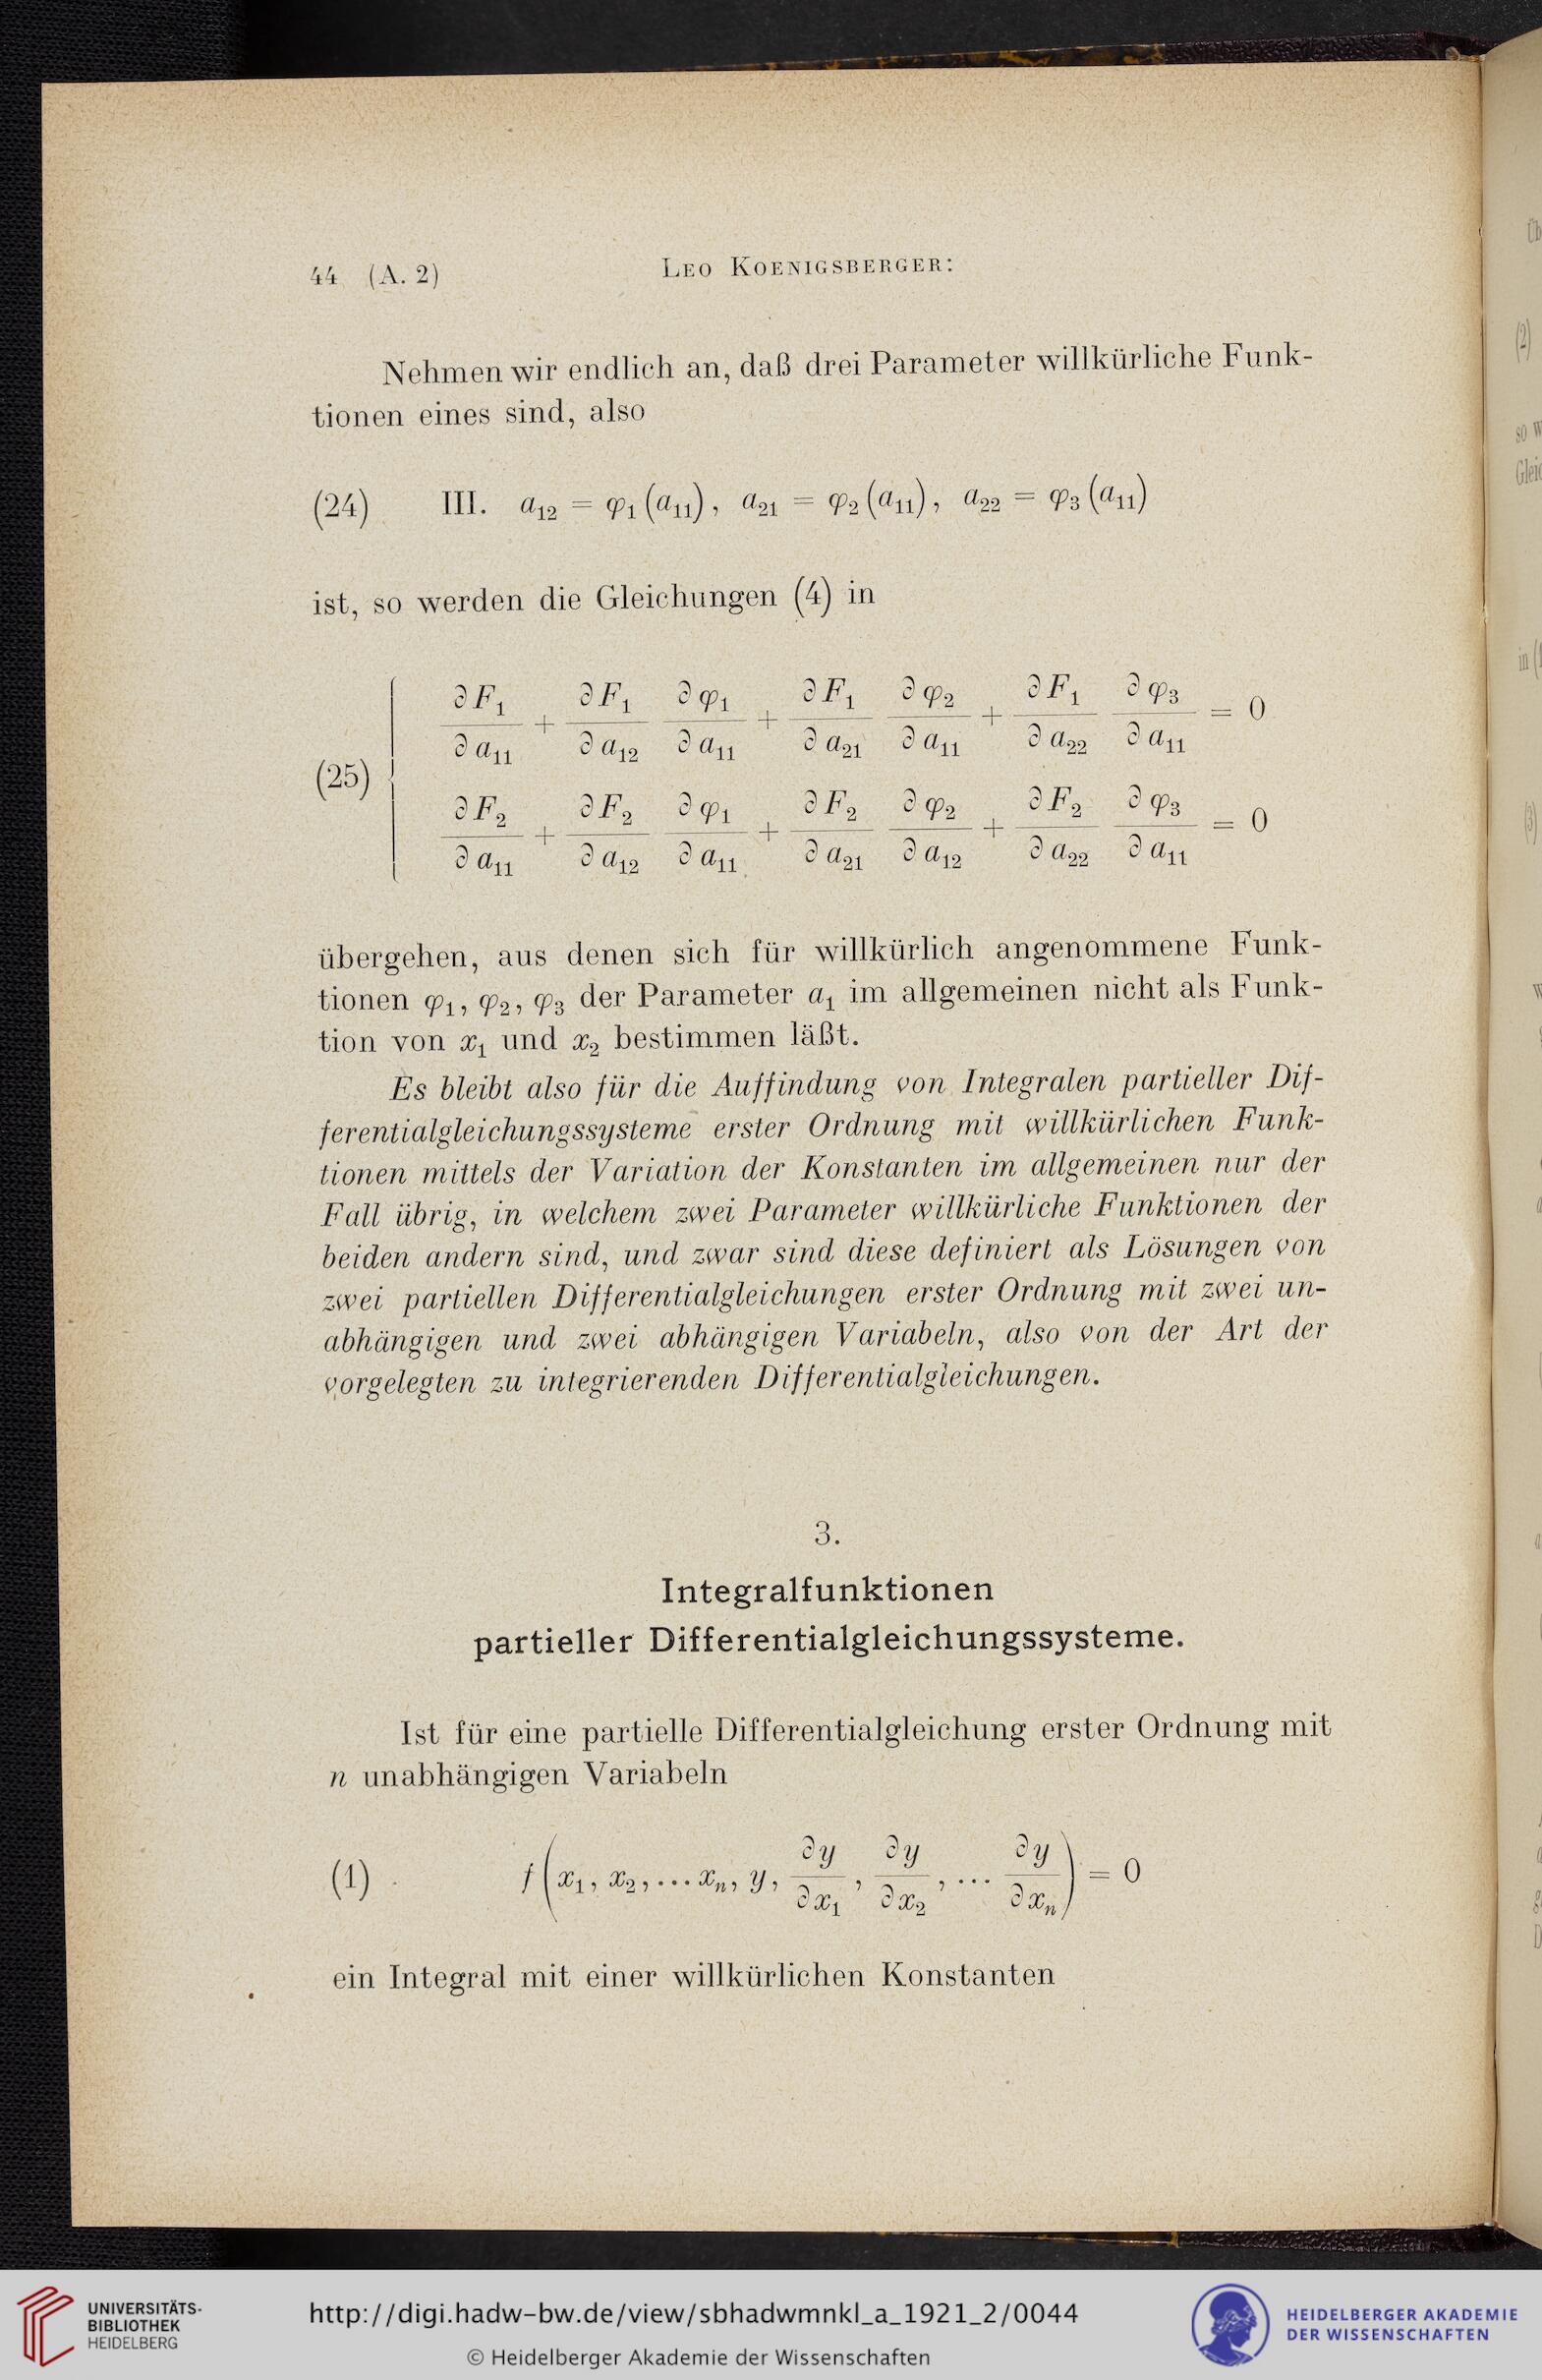 44 (A. 2)
LEO KOENIGSBERGER:
Nehmen wir endlich an, daß drei Parameter willkürliche Funk-
tionen eines sind, also
(24) III. a₁₂ = φ₁(a₁₁), a₂₁ = φ₂(a₁₁), a₂₂ = φ₃(a₁₁)
ist, so werden die Gleichungen (4) in
(25) { ∂F₁/∂a₁₁ + ∂F₁/∂a₁₂ ∂φ₁/∂a₁₁ + ∂F₁/∂a₂₁ ∂φ₂/∂a₁₁ + ∂F₁/∂a₂₂ ∂φ₃/∂a₁₁ = 0
∂F₂/∂a₁₁ + ∂F₂/∂a₁₂ ∂φ₁/∂a₁₁ + ∂F₂/∂a₂₁ ∂φ₂/∂a₁₂ + ∂F₂/∂a₂₂ ∂φ₃/∂a₁₁ = 0
übergehen, aus denen sich für willkürlich angenommene Funk-
tionen φ₁, φ₂, φ₃ der Parameter a₁ im allgemeinen nicht als Funk-
tion von x₁ und x₂ bestimmen läßt.
Es bleibt also für die Auffindung von Integralen partieller Dif-
ferentialgleichungssysteme erster Ordnung mit willkürlichen Funk-
tionen mittels der Variation der Konstanten im allgemeinen nur der
Fall übrig, in welchem zwei Parameter willkürliche Funktionen der
beiden andern sind, und zwar sind diese definiert als Lösungen von
zwei partiellen Differentialgleichungen erster Ordnung mit zwei un-
abhängigen und zwei abhängigen Variabeln, also von der Art der
vorgelegten zu integrierenden Differentialgleichungen.
3.
Integralfunktionen
partieller Differentialgleichungssysteme.
Ist für eine partielle Differentialgleichung erster Ordnung mit
n unabhängigen Variabeln
(1) f(x₁, x₂, ... xₙ, y, ∂y/∂x₁, ∂y/∂x₂, ... ∂y/∂xₙ) = 0
ein Integral mit einer willkürlichen Konstanten
UNIVERSITÄTS-
BIBLIOTHEK
HEIDELBERG
http://digi.hadw-bw.de/view/sbhadwmnkl_a_1921_2/0044
© Heidelberger Akademie der Wissenschaften
HEIDELBERGER AKADEMIE
DER WISSENSCHAFTEN